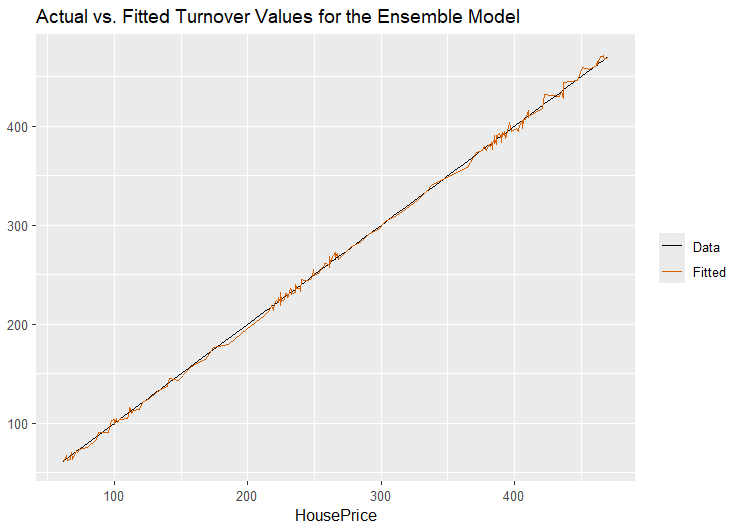 Actual vs. Fitted Turnover Values for the Ensemble Model
400
300
200
100
100 200 300 400
HousePrice
Data
Fitted